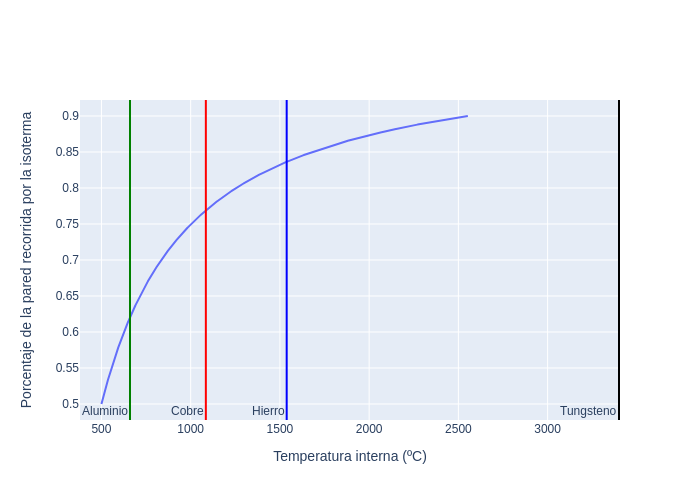 Porcentaje de la pared recorrida por la isoterma
0.9
0.85
0.8
0.75
0.7
0.65
0.6
0.55
0.5
Aluminio
Cobre
Hierro
Tungsteno
500
1000
1500
2000
2500
3000
Temperatura interna (ºC)